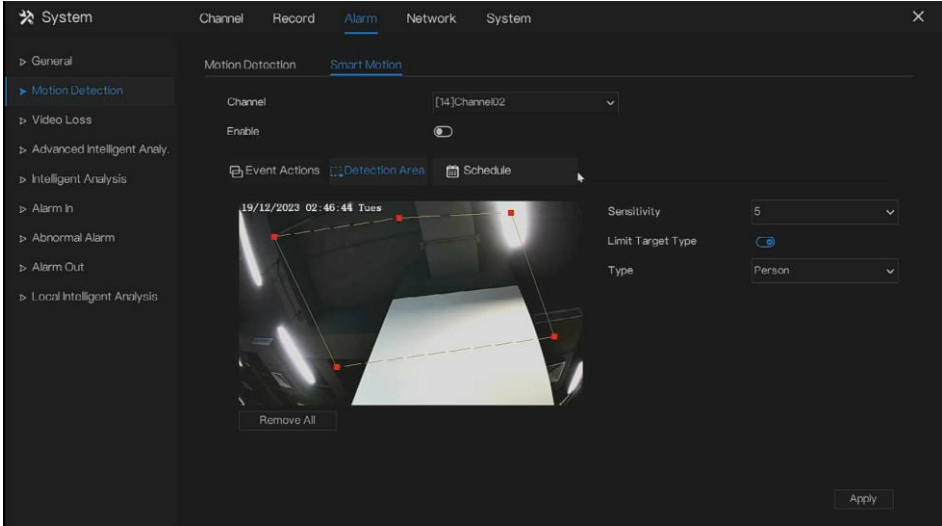 System Channel Record Alarm Network System
General
Motion Detection
Video Loss
Advanced Intelligent Analy.
Intelligent Analysis
Alarm In
Abnormal Alarm
Alarm Out
Local Intelligent Analysis
Motion Detection Smart Motion
Channel [14]Channel02
Enable
Event Actions Detection Area Schedule
19/12/2023 02:46:44 Tues
Sensitivity 5
Limit Target Type
Type Person
Remove All
Apply